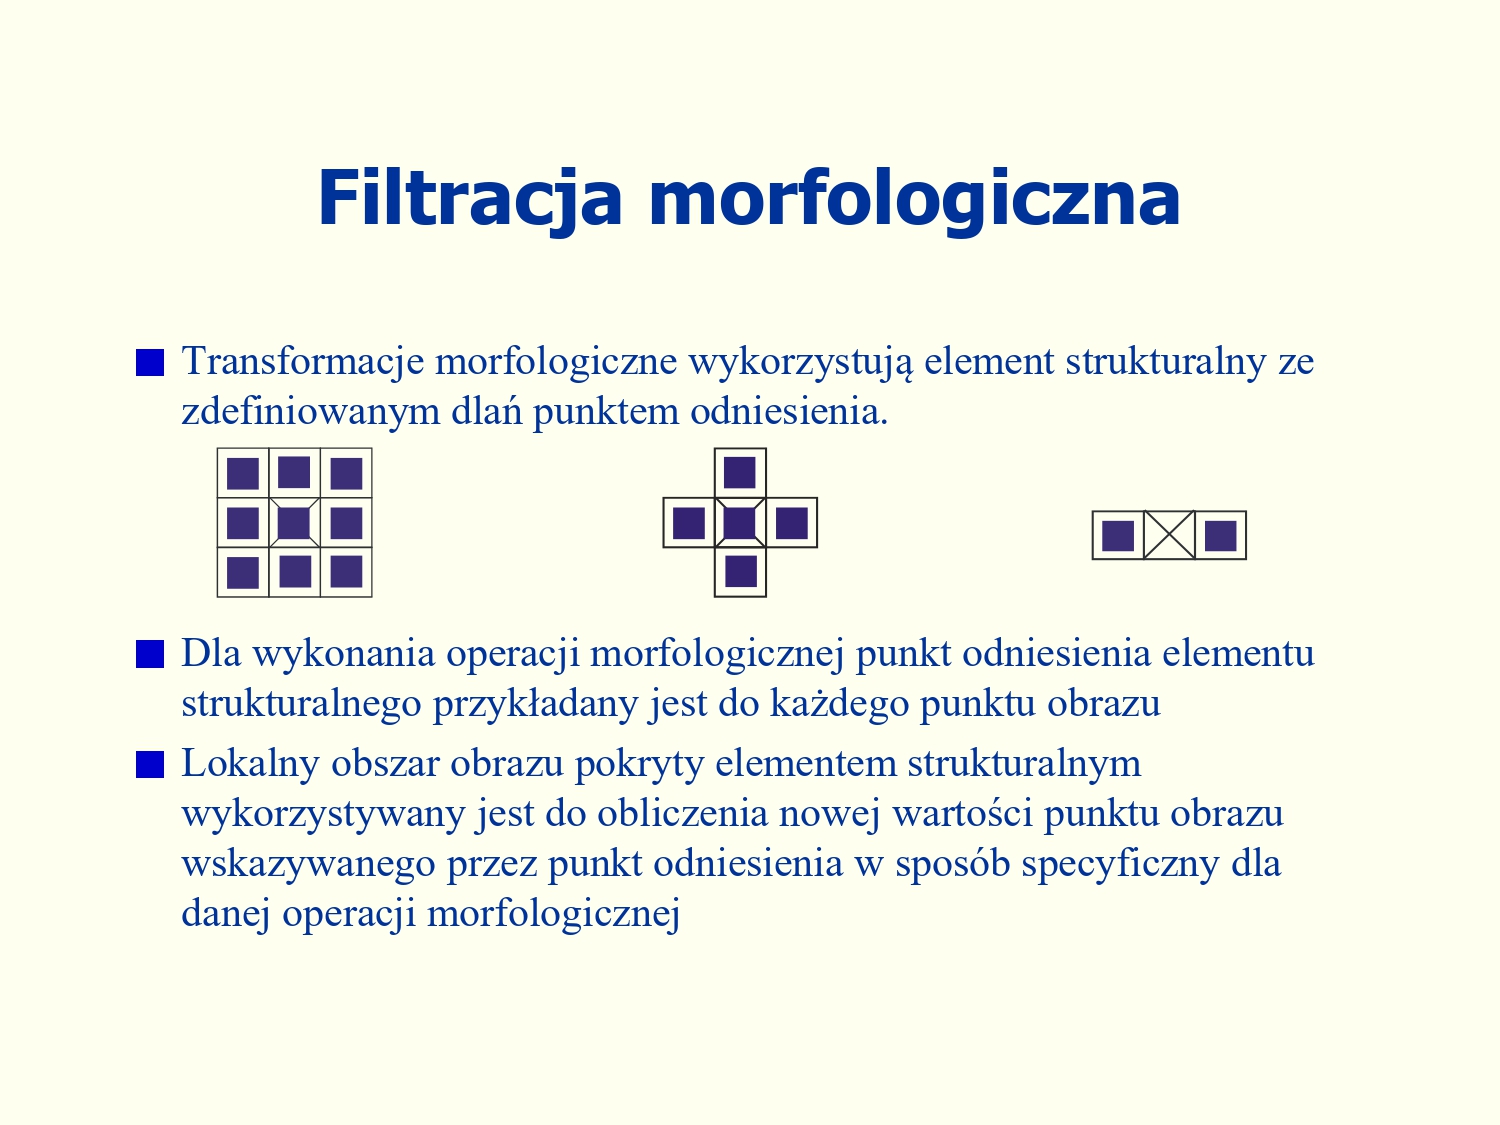 Filtracja morfologiczna
Transformacje morfologiczne wykorzystują element strukturalny ze
zdefiniowanym dlań punktem odniesienia.
Dla wykonania operacji morfologicznej punkt odniesienia elementu
strukturalnego przykładany jest do każdego punktu obrazu
Lokalny obszar obrazu pokryty elementem strukturalnym
wykorzystywany jest do obliczenia nowej wartości punktu obrazu
wskazywanego przez punkt odniesienia w sposób specyficzny dla
danej operacji morfologicznej